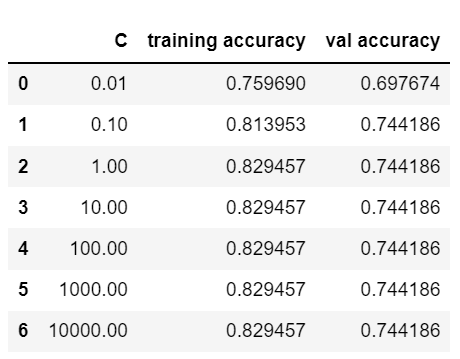 C training accuracy val accuracy
0 0.01 0.759690 0.697674
1 0.10 0.813953 0.744186
2 1.00 0.829457 0.744186
3 10.00 0.829457 0.744186
4 100.00 0.829457 0.744186
5 1000.00 0.829457 0.744186
6 10000.00 0.829457 0.744186